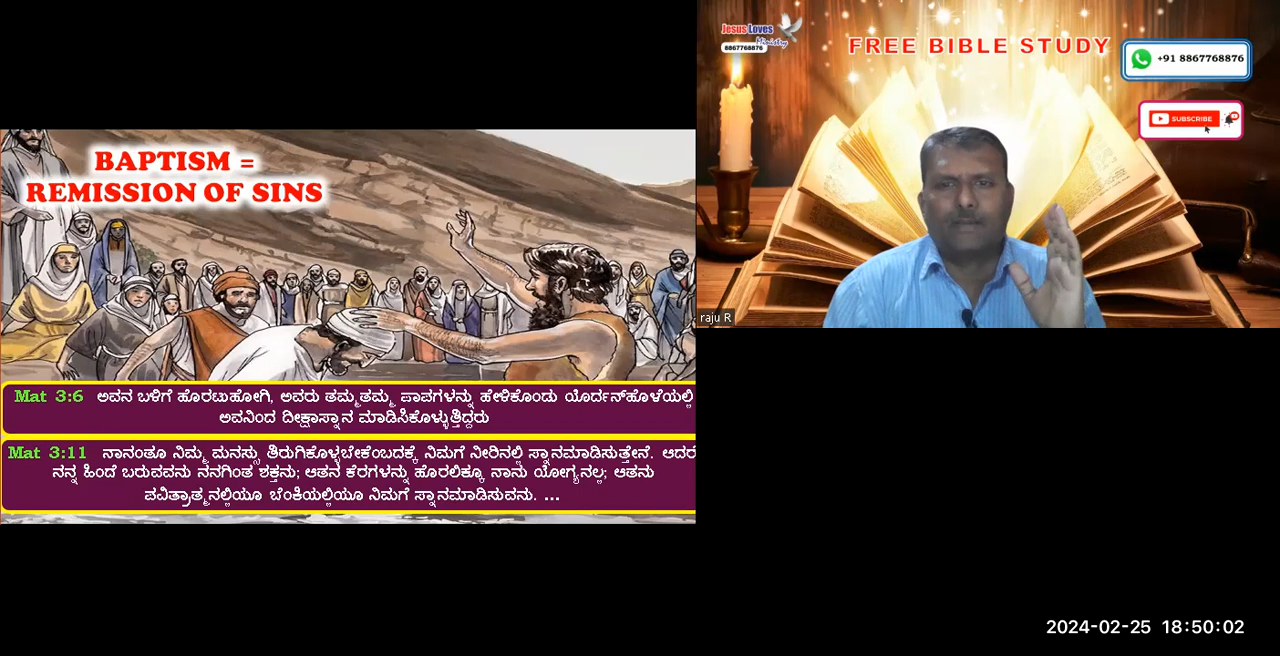 BAPTISM =
REMISSION OF SINS
Mat 3:6 ಅವನ ಬಳಿಗೆ ಹೊರಟುಹೋಗಿ, ಅವರು ತಮ್ಮತಮ್ಮ ಪಾಪಗಳನ್ನು ಹೇಳಿಕೊಂಡು ಯೊರ್ದನ್‌ಹೊಳೆಯಲ್ಲಿ
ಅವನಿಂದ ದೀಕ್ಷಾಸ್ನಾನ ಮಾಡಿಸಿಕೊಳ್ಳುತ್ತಿದ್ದರು
Mat 3:11 ನಾನಂತೂ ನಿಮ್ಮ ಮನಸ್ಸು ತಿರುಗಿಕೊಳ್ಳಬೇಕೆಂಬದಕ್ಕೆ ನಿಮಗೆ ನೀರಿನಲ್ಲಿ ಸ್ನಾನಮಾಡಿಸುತ್ತೇನೆ. ಆದರೆ
ನನ್ನ ಹಿಂದೆ ಬರುವವನು ನನಗಿಂತ ಶಕ್ತನು; ಆತನ ಕೆರಗಳನ್ನು ಹೊರಲಿಕ್ಕೂ ನಾನು ಯೋಗ್ಯನಲ್ಲ; ಆತನು
ಪವಿತ್ರಾತ್ಮನಲ್ಲಿಯೂ ಬೆಂಕಿಯಲ್ಲಿಯೂ ನಿಮಗೆ ಸ್ನಾನಮಾಡಿಸುವನು. ...
Jesus Loves
Ministry
8867768876
FREE BIBLE STUDY
+91 8867768876
SUBSCRIBE
raju R
2024-02-25 18:50:02